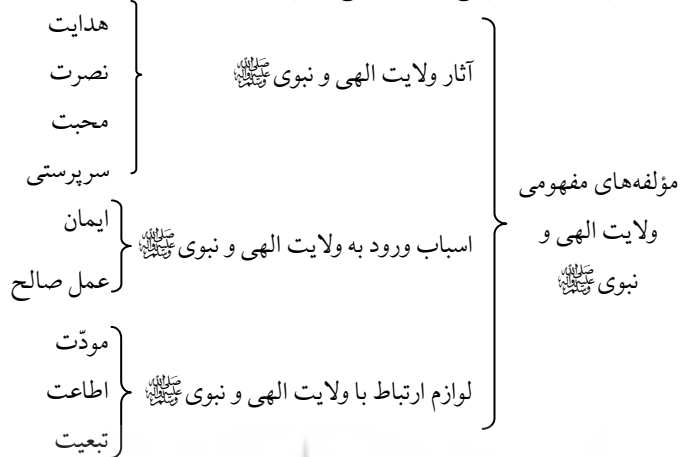 مؤلفه‌های مفهومی
ولایت الهی و
نبوی ﷺ
آثار ولایت الهی و نبوی ﷺ
هدایت
نصرت
محبت
سرپرستی
اسباب ورود به ولایت الهی و نبوی ﷺ
ایمان
عمل صالح
لوازم ارتباط با ولایت الهی و نبوی ﷺ
مودّت
اطاعت
تبعیت